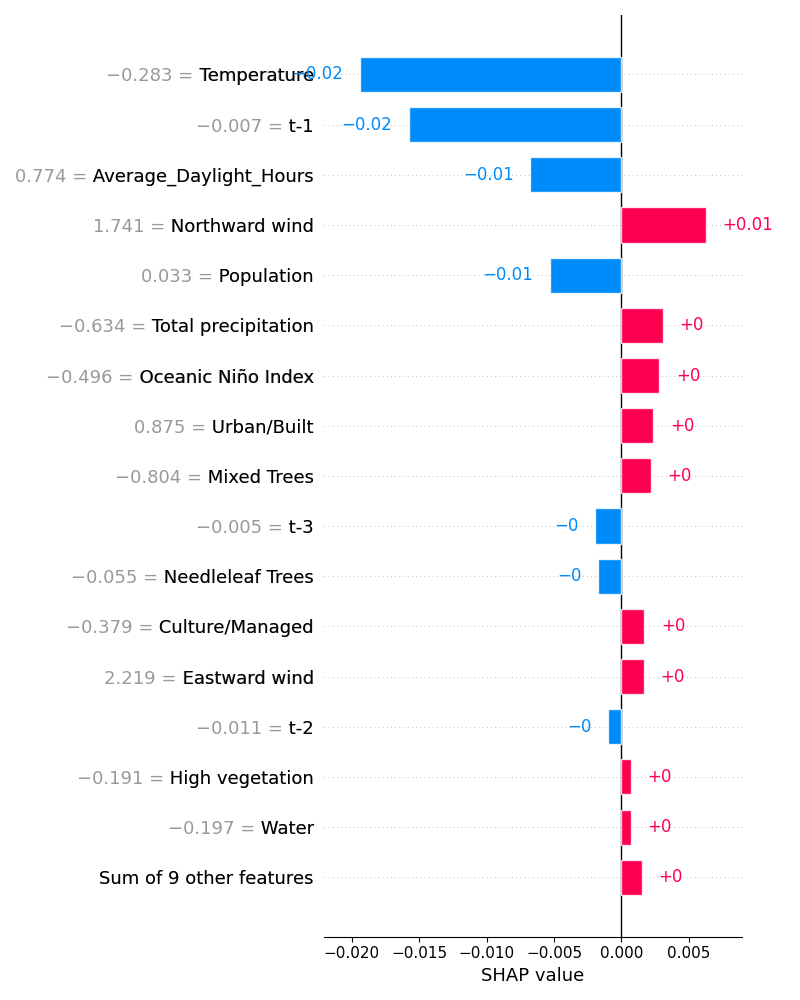 −0.283 = Temperature −0.02
−0.007 = t-1 −0.02
0.774 = Average_Daylight_Hours −0.01
1.741 = Northward wind +0.01
0.033 = Population −0.01
−0.634 = Total precipitation +0
−0.496 = Oceanic Niño Index +0
0.875 = Urban/Built +0
−0.804 = Mixed Trees +0
−0.005 = t-3 −0
−0.055 = Needleleaf Trees −0
−0.379 = Culture/Managed +0
2.219 = Eastward wind +0
−0.011 = t-2 −0
−0.191 = High vegetation +0
−0.197 = Water +0
Sum of 9 other features +0
−0.020 −0.015 −0.010 −0.005 0.000 0.005
SHAP value